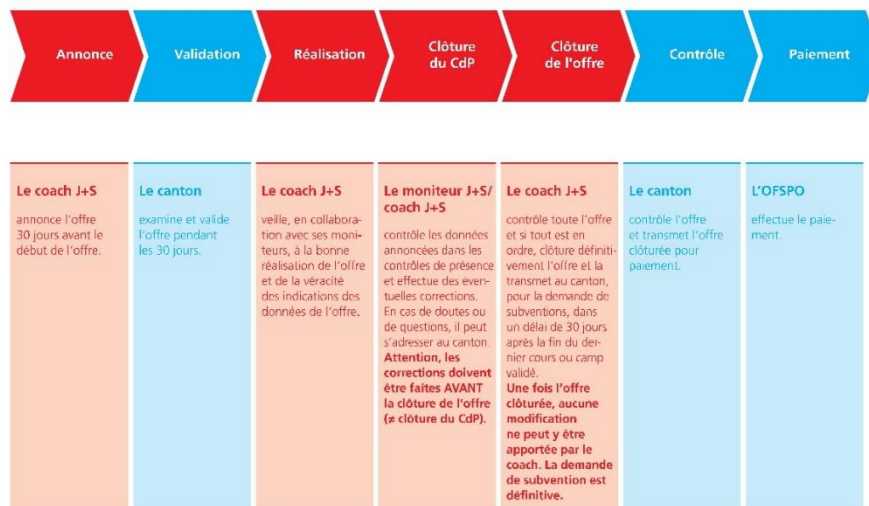 Annonce
Validation
Réalisation
Clôture
du CdP
Clôture
de l'offre
Contrôle
Paiement
Le coach J+S
annonce l'offre
30 jours avant le
début de l'offre.
Le canton
examine et valide
l'offre pendant
les 30 jours.
Le coach J+S
veille, en collabora-
tion avec ses moni-
teurs, à la bonne
réalisation de l'offre
et de la véracité
des indications des
données de l'offre.
Le moniteur J+S/
coach J+S
contrôle les données
annoncées dans les
contrôles de présence
et effectue des éven-
tuelles corrections.
En cas de doutes ou
de questions, il peut
s'adresser au canton.
Attention, les
corrections doivent
être faites AVANT
la clôture de l'offre
(≠ clôture du CdP).
Le coach J+S
contrôle toute l'offre
et si tout est en
ordre, clôture définiti-
vement l'offre et la
transmet au canton,
pour la demande de
subventions, dans
un délai de 30 jours
après la fin du der-
nier cours ou camp
validé.
Une fois l'offre
clôturée, aucune
modification
ne peut y être
apportée par le
coach. La demande
de subvention est
définitive.
Le canton
contrôle l'offre
et transmet l'offre
clôturée pour
paiement.
L'OFSPO
effectue le paie-
ment.